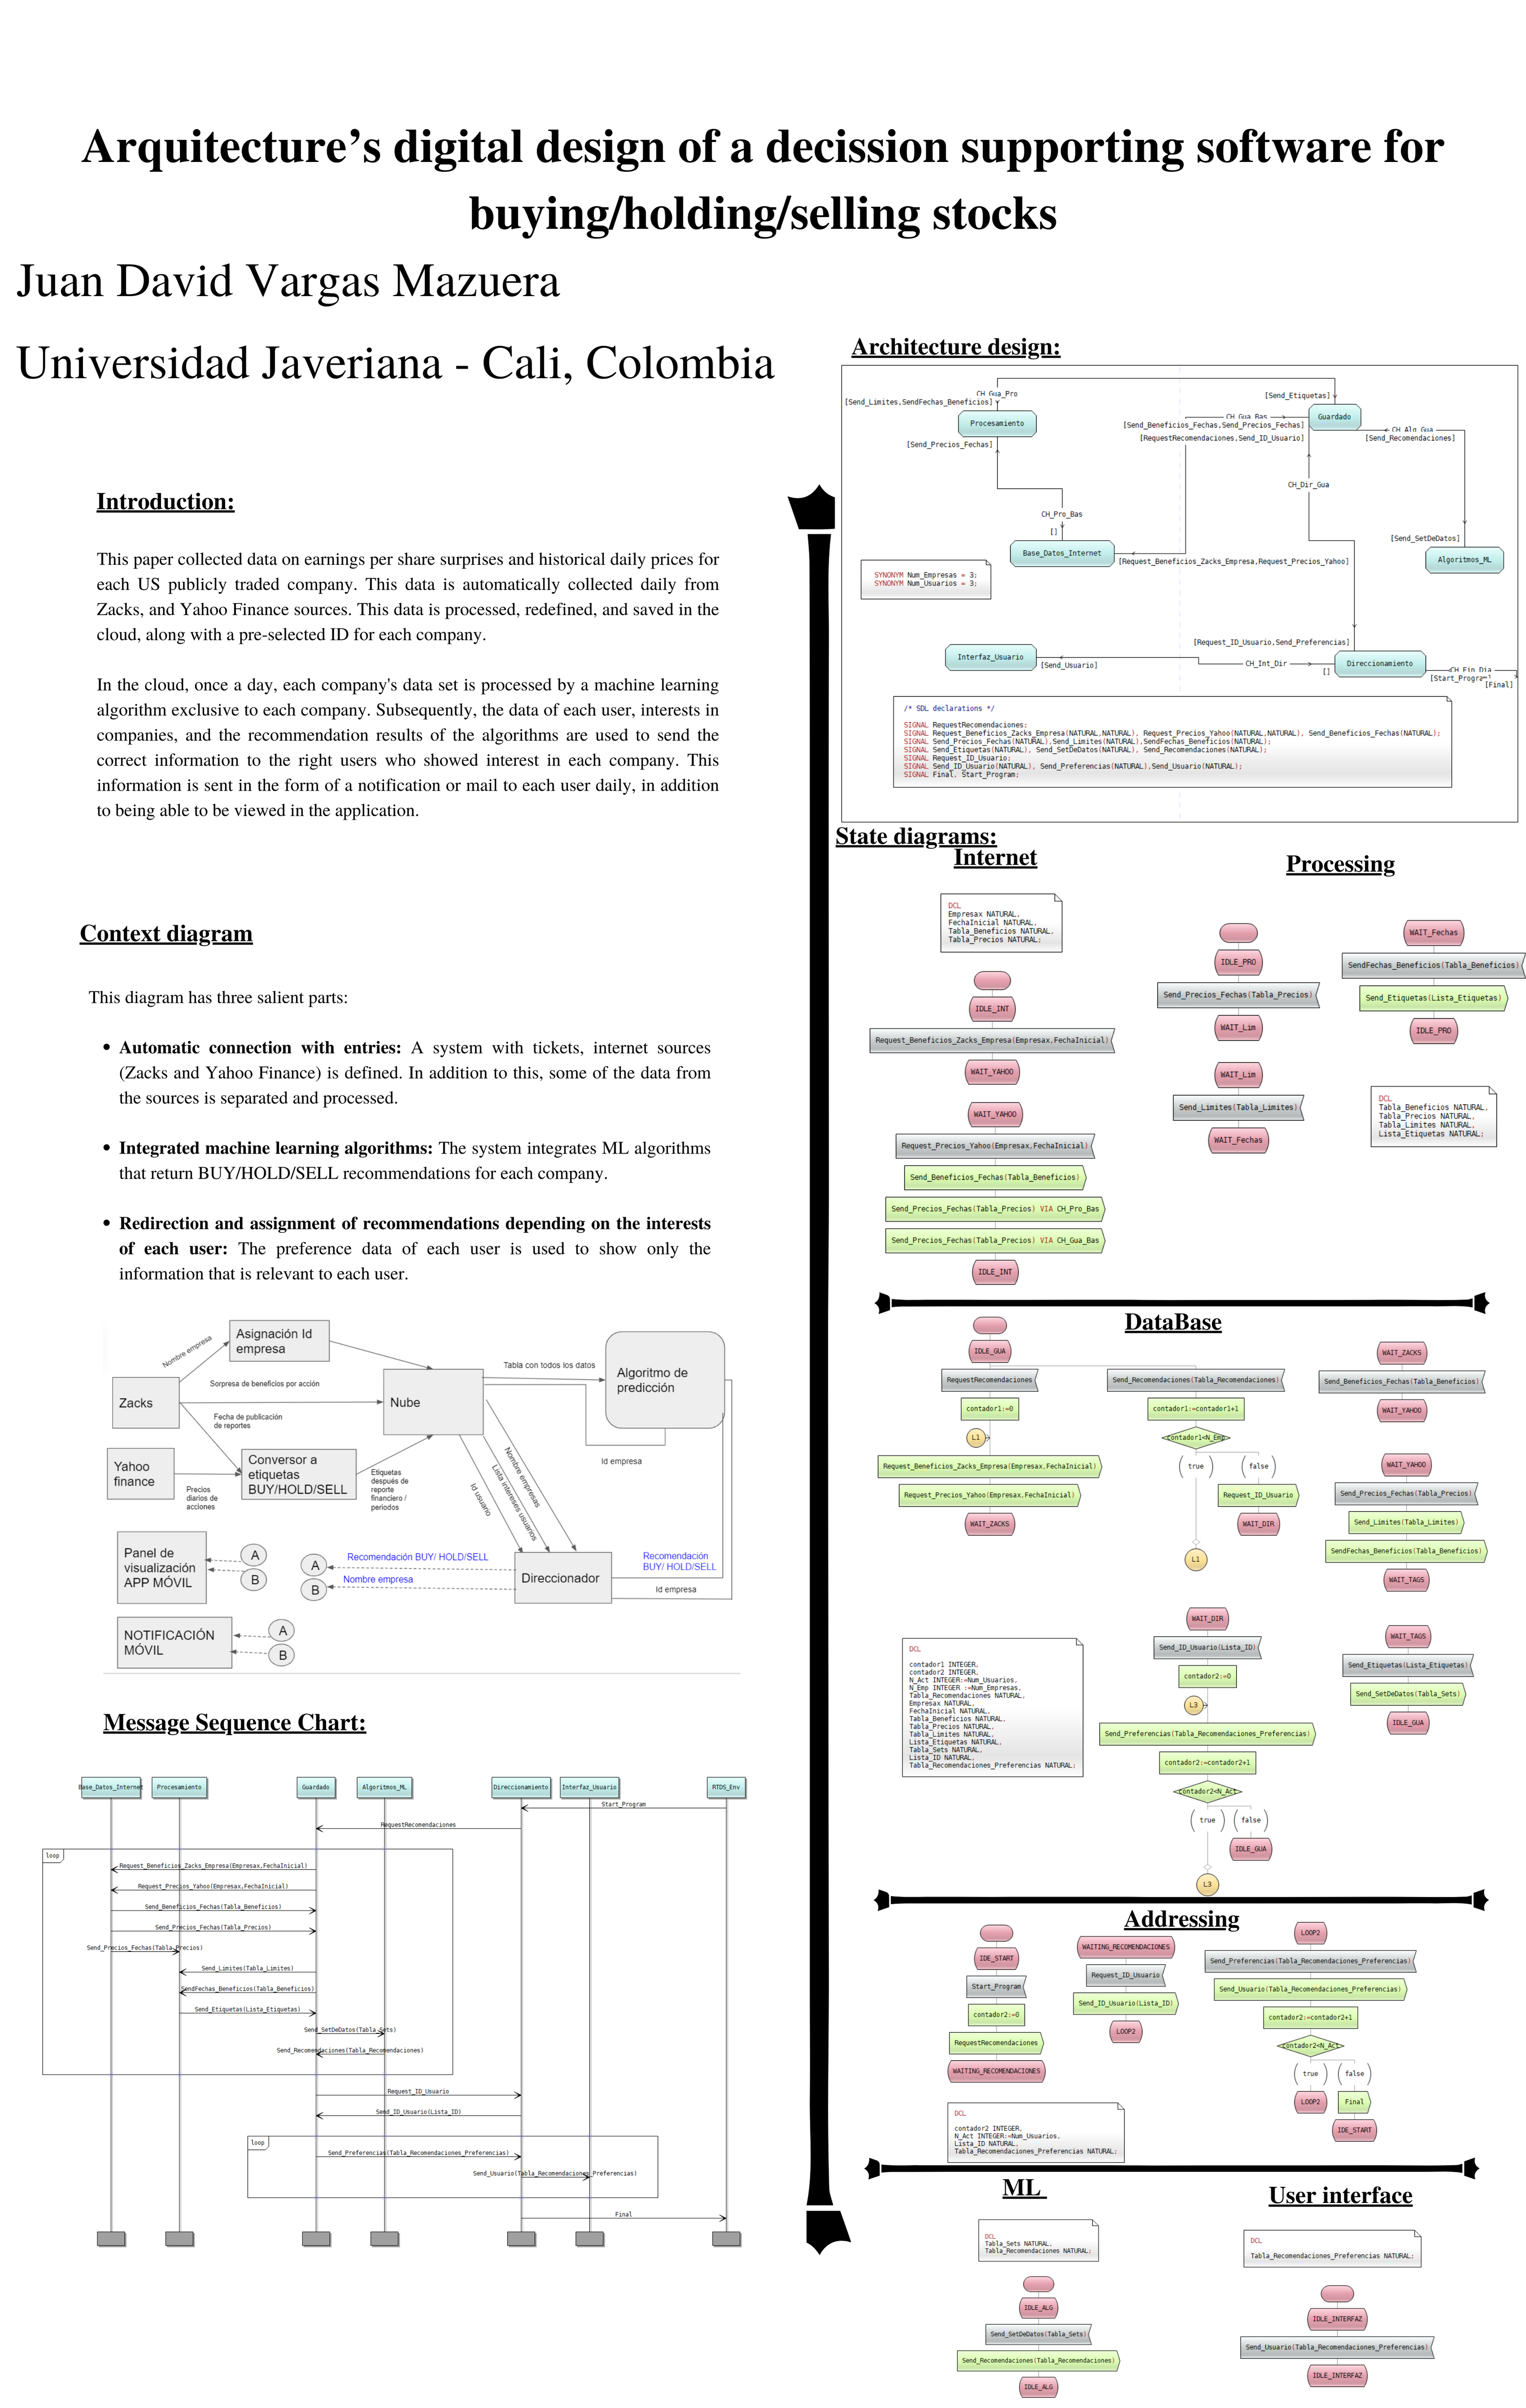 Arquitecture's digital design of a decission supporting software for
buying/holding/selling stocks
Juan David Vargas Mazuera
Universidad Javeriana - Cali, Colombia
Introduction:
This paper collected data on earnings per share surprises and historical daily prices for
each US publicly traded company. This data is automatically collected daily from
Zacks, and Yahoo Finance sources. This data is processed, redefined, and saved in the
cloud, along with a pre-selected ID for each company.
In the cloud, once a day, each company's data set is processed by a machine learning
algorithm exclusive to each company. Subsequently, the data of each user, interests in
companies, and the recommendation results of the algorithms are used to send the
correct information to the right users who showed interest in each company. This
information is sent in the form of a notification or mail to each user daily, in addition
to being able to be viewed in the application.
Context diagram
This diagram has three salient parts:
• Automatic connection with entries: A system with tickets, internet sources
(Zacks and Yahoo Finance) is defined. In addition to this, some of the data from
the sources is separated and processed.
• Integrated machine learning algorithms: The system integrates ML algorithms
that return BUY/HOLD/SELL recommendations for each company.
• Redirection and assignment of recommendations depending on the interests
of each user: The preference data of each user is used to show only the
information that is relevant to each user.
Nombre empresa
Asignación Id
empresa
Zacks
Sorpresa de beneficios por acción
Fecha de publicación
de reportes
Nube
Tabla con todos los datos
Algoritmo de
predicción
Yahoo
finance
Precios
diarios de
acciones
Conversor a
etiquetas
BUY/HOLD/SELL
Etiquetas
después de
reporte
financiero /
periodos
Id empresa
Id usuario
Lista intereses usuarios
Nombre empresas
Panel de
visualización
APP MÓVIL
A
B
A
B
Recomendación BUY/ HOLD/SELL
Nombre empresa
Direccionador
Recomendación
BUY/ HOLD/SELL
Id empresa
NOTIFICACIÓN
MÓVIL
A
B
Message Sequence Chart:
Base_Datos_Internet
Procesamiento
Guardado
Algoritmos_ML
Direccionamiento
Interfaz_Usuario
RTDS_Env
Start_Program
RequestRecomendaciones
loop
Request_Beneficios_Zacks_Empresa(Empresax,FechaInicial)
Request_Precios_Yahoo(Empresax,FechaInicial)
Send_Beneficios_Fechas(Tabla_Beneficios)
Send_Precios_Fechas(Tabla_Precios)
Send_Precios_Fechas(Tabla_Precios)
Send_Limites(Tabla_Limites)
SendFechas_Beneficios(Tabla_Beneficios)
Send_Etiquetas(Lista_Etiquetas)
Send_SetDeDatos(Tabla_Sets)
Send_Recomendaciones(Tabla_Recomendaciones)
Request_ID_Usuario
Send_ID_Usuario(Lista_ID)
loop
Send_Preferencias(Tabla_Recomendaciones_Preferencias)
Send_Usuario(Tabla_Recomendaciones_Preferencias)
Final
Architecture design:
CH_Gua_Pro
[Send_Limites,SendFechas_Beneficios]
Procesamiento
[Send_Precios_Fechas]
[Send_Etiquetas]
Guardado
CH_Gua_Bas
[Send_Beneficios_Fechas,Send_Precios_Fechas]
[RequestRecomendaciones,Send_ID_Usuario]
CH_Alg_Gua
[Send_Recomendaciones]
CH_Dir_Gua
CH_Pro_Bas
[]
Base_Datos_Internet
[Request_Beneficios_Zacks_Empresa,Request_Precios_Yahoo]
[Send_SetDeDatos]
Algoritmos_ML
SYNONYM Num_Empresas = 3;
SYNONYM Num_Usuarios = 3;
[Request_ID_Usuario,Send_Preferencias]
Interfaz_Usuario
[Send_Usuario]
CH_Int_Dir
[]
Direccionamiento
CH_Fin_Dia
[Start_Program]
[Final]
/* SDL declarations */
SIGNAL RequestRecomendaciones;
SIGNAL Request_Beneficios_Zacks_Empresa(NATURAL,NATURAL), Request_Precios_Yahoo(NATURAL,NATURAL), Send_Beneficios_Fechas(NATURAL);
SIGNAL Send_Precios_Fechas(NATURAL),Send_Limites(NATURAL),SendFechas_Beneficios(NATURAL);
SIGNAL Send_Etiquetas(NATURAL), Send_SetDeDatos(NATURAL), Send_Recomendaciones(NATURAL);
SIGNAL Request_ID_Usuario;
SIGNAL Send_ID_Usuario(NATURAL), Send_Preferencias(NATURAL),Send_Usuario(NATURAL);
SIGNAL Final, Start_Program;
State diagrams:
Internet
DCL
Empresax NATURAL,
FechaInicial NATURAL,
Tabla_Beneficios NATURAL,
Tabla_Precios NATURAL;
IDLE_INT
Request_Beneficios_Zacks_Empresa(Empresax,FechaInicial)
WAIT_YAHOO
WAIT_YAHOO
Request_Precios_Yahoo(Empresax,FechaInicial)
Send_Beneficios_Fechas(Tabla_Beneficios)
Send_Precios_Fechas(Tabla_Precios) VIA CH_Pro_Bas
Send_Precios_Fechas(Tabla_Precios) VIA CH_Gua_Bas
IDLE_INT
Processing
IDLE_PRO
Send_Precios_Fechas(Tabla_Precios)
WAIT_Lim
WAIT_Lim
Send_Limites(Tabla_Limites)
WAIT_Fechas
WAIT_Fechas
SendFechas_Beneficios(Tabla_Beneficios)
Send_Etiquetas(Lista_Etiquetas)
IDLE_PRO
DCL
Tabla_Beneficios NATURAL,
Tabla_Precios NATURAL,
Tabla_Limites NATURAL,
Lista_Etiquetas NATURAL;
DataBase
IDLE_GUA
RequestRecomendaciones
contador1:=0
L1
Request_Beneficios_Zacks_Empresa(Empresax,FechaInicial)
Request_Precios_Yahoo(Empresax,FechaInicial)
WAIT_ZACKS
Send_Recomendaciones(Tabla_Recomendaciones)
contador1:=contador1+1
contador1<N_Emp
true
false
Request_ID_Usuario
WAIT_DIR
L1
WAIT_ZACKS
Send_Beneficios_Fechas(Tabla_Beneficios)
WAIT_YAHOO
WAIT_YAHOO
Send_Precios_Fechas(Tabla_Precios)
Send_Limites(Tabla_Limites)
SendFechas_Beneficios(Tabla_Beneficios)
WAIT_TAGS
DCL
contador1 INTEGER,
contador2 INTEGER,
N_Act INTEGER:=Num_Usuarios,
N_Emp INTEGER :=Num_Empresas,
Tabla_Recomendaciones NATURAL,
Empresax NATURAL,
FechaInicial NATURAL,
Tabla_Beneficios NATURAL,
Tabla_Precios NATURAL,
Tabla_Limites NATURAL,
Lista_Etiquetas NATURAL,
Tabla_Sets NATURAL,
Lista_ID NATURAL,
Tabla_Recomendaciones_Preferencias NATURAL;
WAIT_DIR
Send_ID_Usuario(Lista_ID)
contador2:=0
L3
Send_Preferencias(Tabla_Recomendaciones_Preferencias)
contador2:=contador2+1
contador2<N_Act
true
false
IDLE_GUA
L3
WAIT_TAGS
Send_Etiquetas(Lista_Etiquetas)
Send_SetDeDatos(Tabla_Sets)
IDLE_GUA
Addressing
IDE_START
Start_Program
contador2:=0
RequestRecomendaciones
WAITING_RECOMENDACIONES
WAITING_RECOMENDACIONES
Request_ID_Usuario
Send_ID_Usuario(Lista_ID)
LOOP2
LOOP2
Send_Preferencias(Tabla_Recomendaciones_Preferencias)
Send_Usuario(Tabla_Recomendaciones_Preferencias)
contador2:=contador2+1
contador2<N_Act
true
false
LOOP2
Final
IDE_START
DCL
contador2 INTEGER,
N_Act INTEGER:=Num_Usuarios,
Lista_ID NATURAL,
Tabla_Recomendaciones_Preferencias NATURAL;
ML
DCL
Tabla_Sets NATURAL,
Tabla_Recomendaciones NATURAL;
IDLE_ALG
Send_SetDeDatos(Tabla_Sets)
Send_Recomendaciones(Tabla_Recomendaciones)
IDLE_ALG
User interface
DCL
Tabla_Recomendaciones_Preferencias NATURAL;
IDLE_INTERFAZ
Send_Usuario(Tabla_Recomendaciones_Preferencias)
IDLE_INTERFAZ